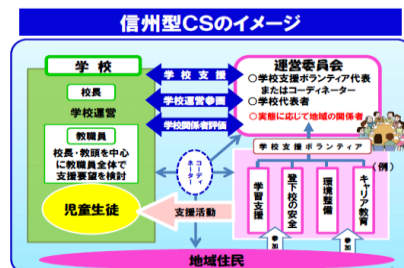 信州型CSのイメージ
学校
校長
学校運営
教職員
校長・教頭を中心
に教職員全体で
支援要望を検討
児童生徒
学校支援
学校運営参画
学校関係者評価
コーディ
ネーター
支援活動
運営委員会
○学校支援ボランティア代表
またはコーディネーター
○学校代表者
○実態に応じて地域の関係者
学校支援ボランティア
(例)
学習支援
登下校の安全
環境整備
キャリア教育
参加
参加
地域住民